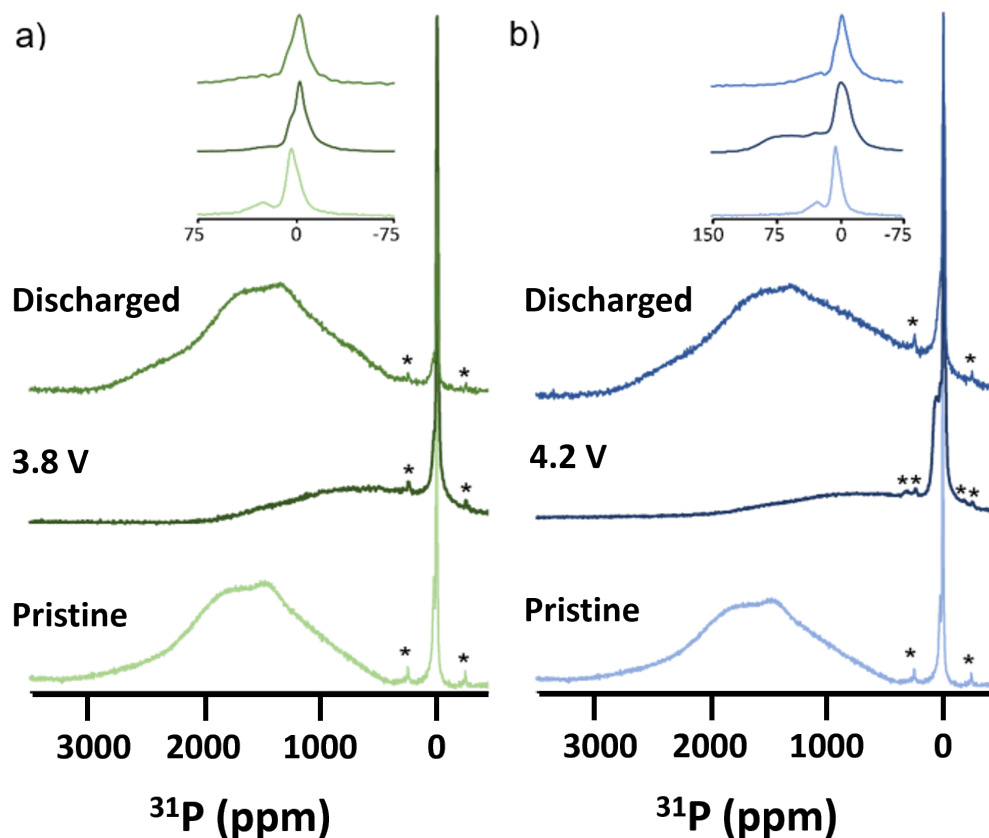 a)
75 0 -75
Discharged
* *
3.8 V
* *
Pristine
* *
3000 2000 1000 0
³¹P (ppm)
b)
150 75 0 -75
Discharged
* *
4.2 V
** **
Pristine
* *
3000 2000 1000 0
³¹P (ppm)